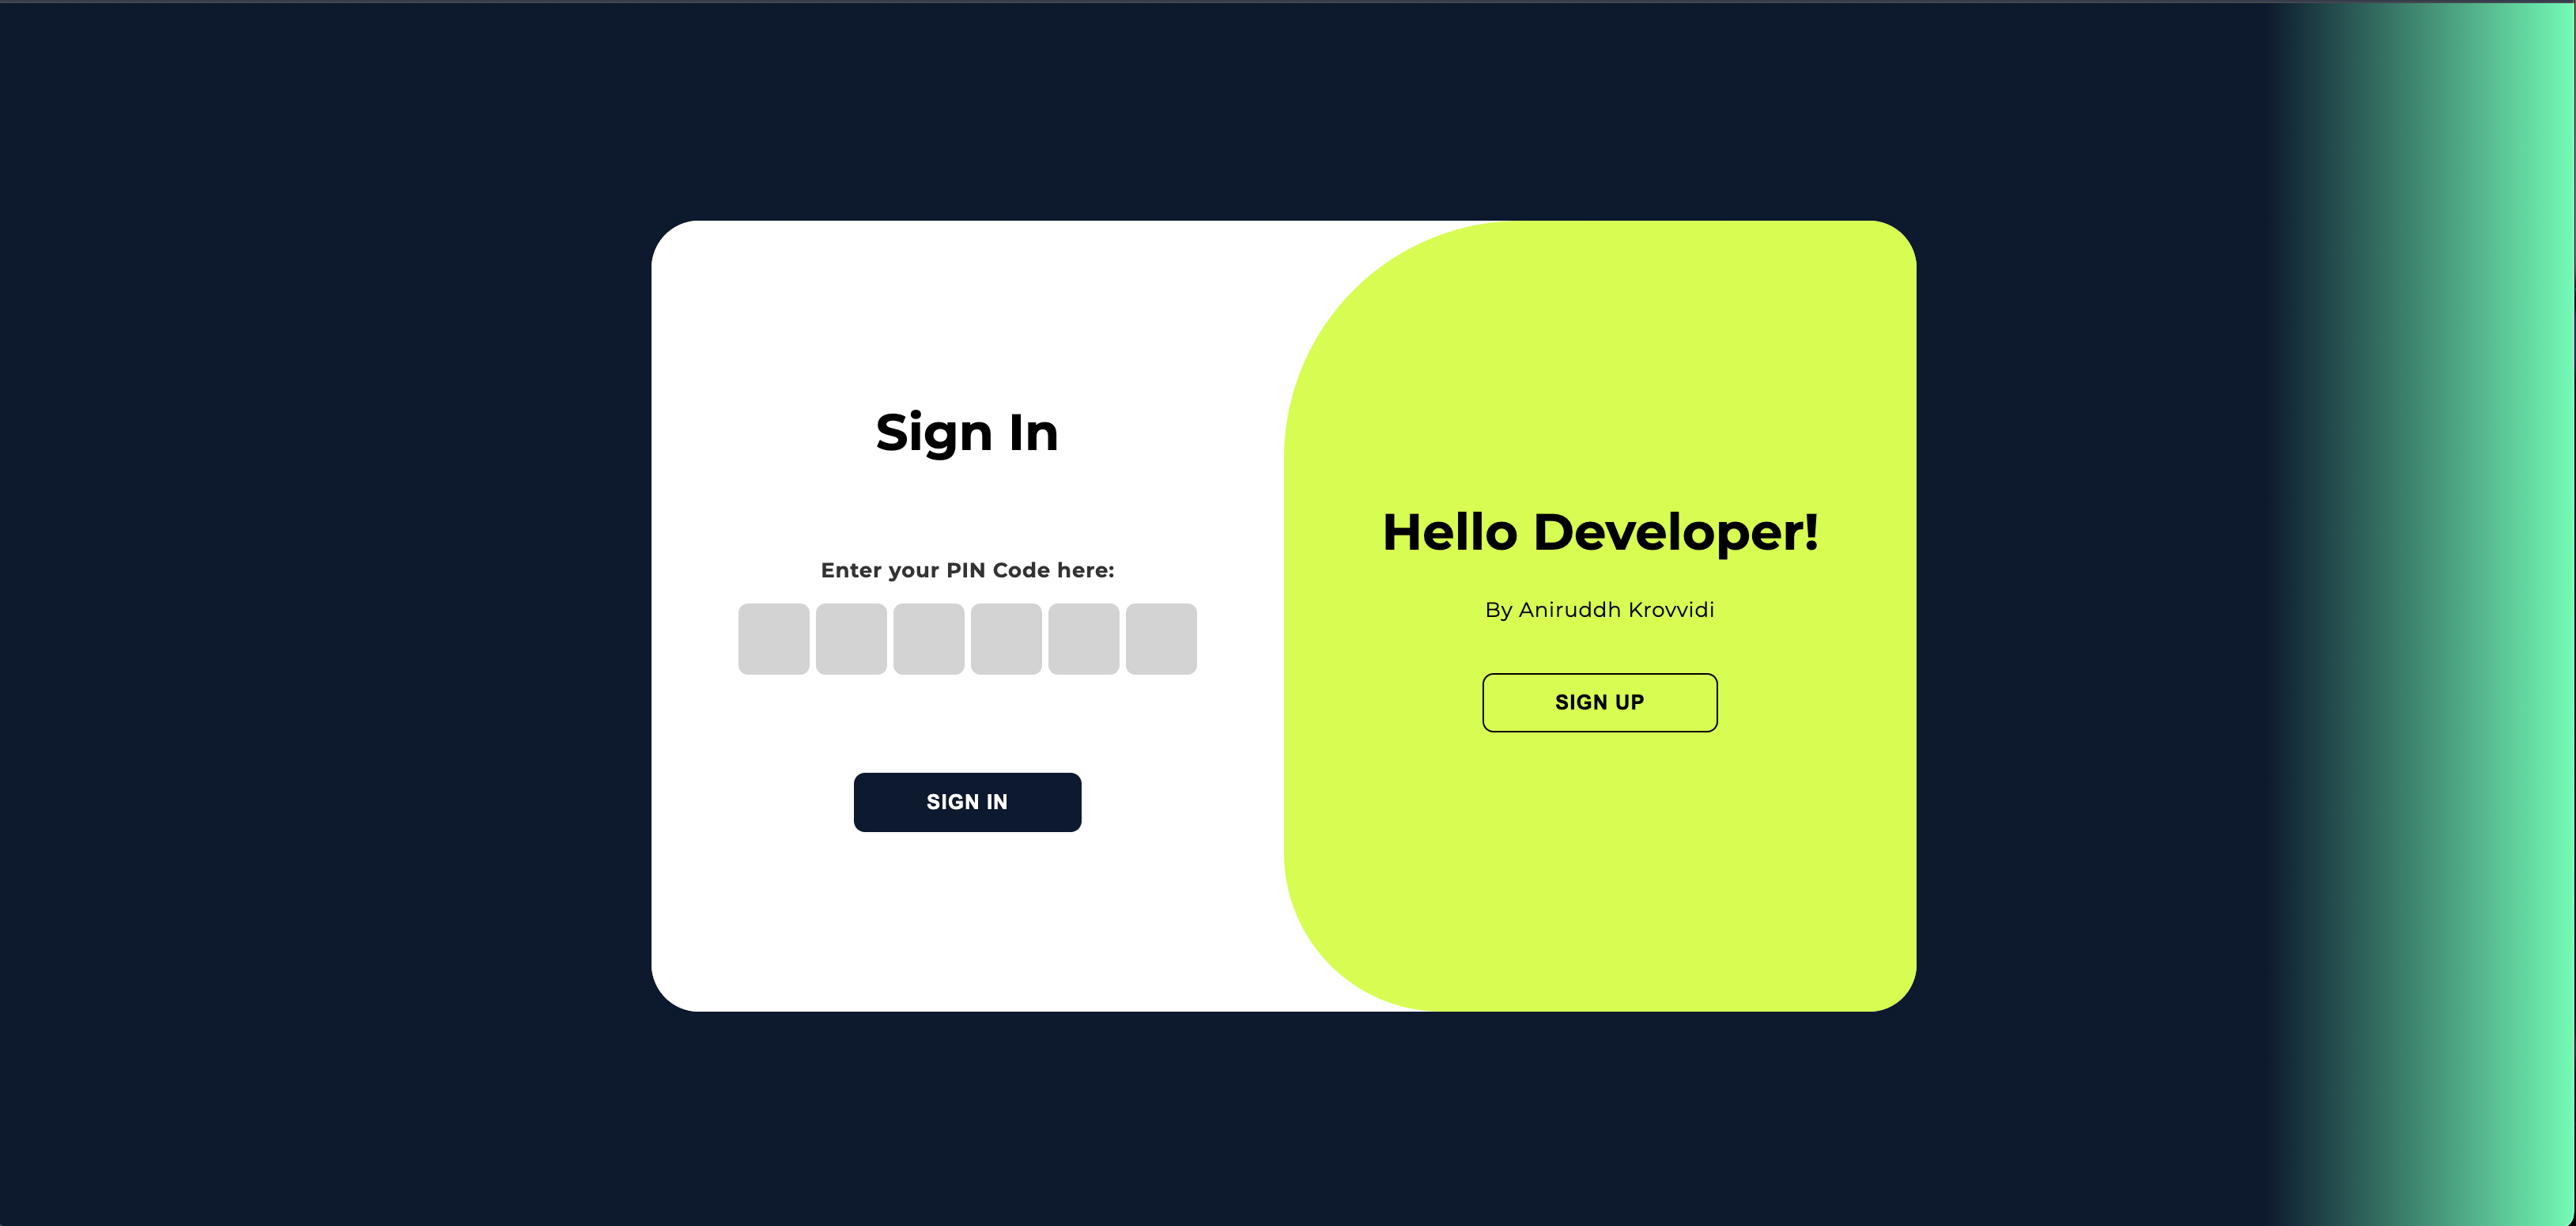 Sign In
Enter your PIN Code here:
SIGN IN
Hello Developer!
By Aniruddh Krovvidi
SIGN UP